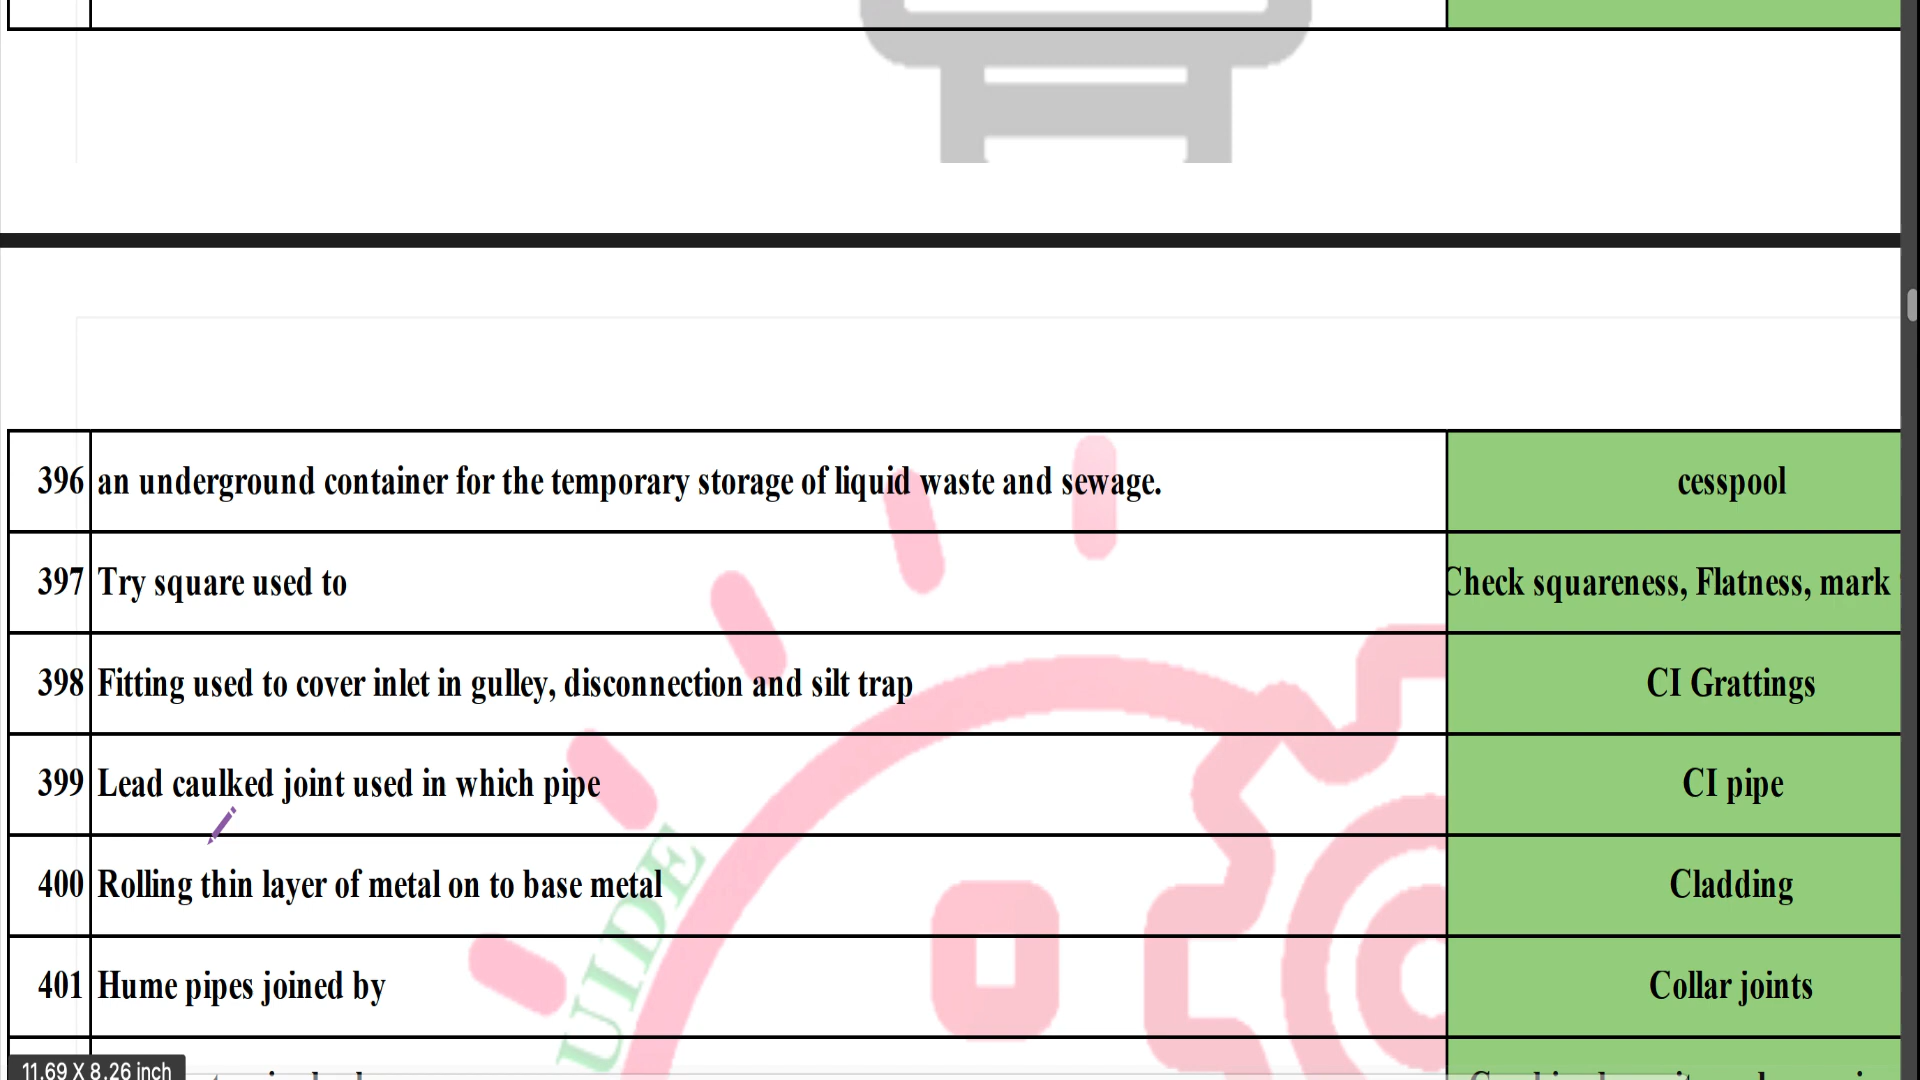 396 an underground container for the temporary storage of liquid waste and sewage. cesspool
397 Try square used to Check squareness, Flatness, mark
398 Fitting used to cover inlet in gulley, disconnection and silt trap CI Grattings
399 Lead caulked joint used in which pipe CI pipe
400 Rolling thin layer of metal on to base metal Cladding
401 Hume pipes joined by Collar joints
UIDE
11.69 X 8.26 inch